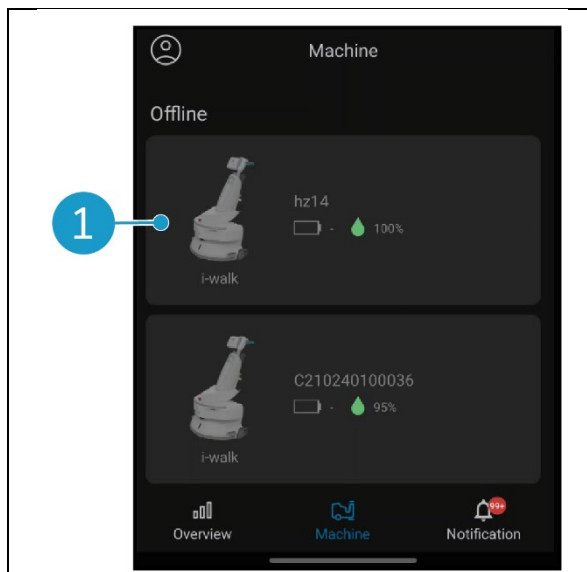 Machine
Offline
1
hz14
- 100%
i-walk
C210240100036
- 95%
i-walk
99+
Overview Machine Notification